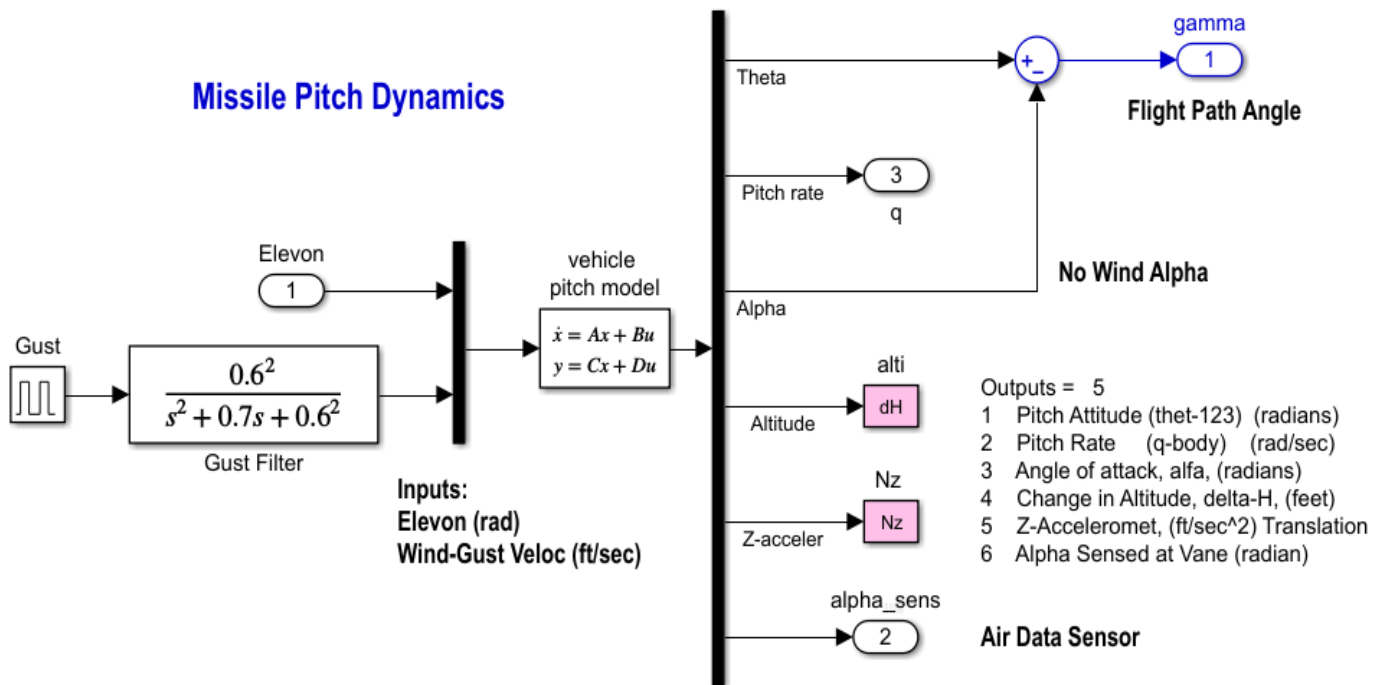 gamma
1
Theta
+
−
Missile Pitch Dynamics
Flight Path Angle
3
Pitch rate
q
Elevon
1
vehicle
pitch model
No Wind Alpha
Alpha
ẋ = Ax + Bu
y = Cx + Du
Gust
0.6²
s² + 0.7s + 0.6²
Gust Filter
alti
dH
Altitude
Inputs:
Elevon (rad)
Wind-Gust Veloc (ft/sec)
Nz
Nz
Z-acceler
Outputs = 5
1 Pitch Attitude (thet-123) (radians)
2 Pitch Rate (q-body) (rad/sec)
3 Angle of attack, alfa, (radians)
4 Change in Altitude, delta-H, (feet)
5 Z-Acceleromet, (ft/sec^2) Translation
6 Alpha Sensed at Vane (radian)
alpha_sens
2
Air Data Sensor